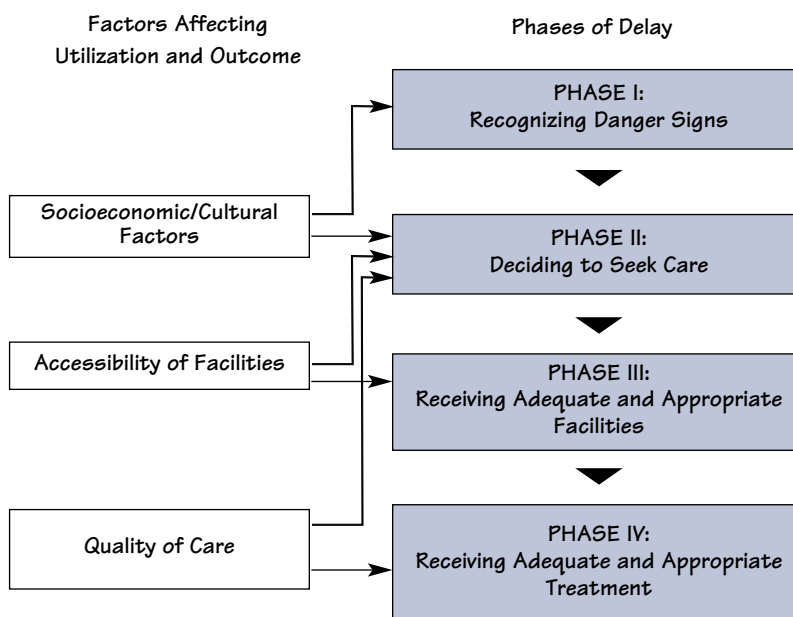 Factors Affecting
Utilization and Outcome
Phases of Delay
PHASE I:
Recognizing Danger Signs
Socioeconomic/Cultural
Factors
PHASE II:
Deciding to Seek Care
Accessibility of Facilities
PHASE III:
Receiving Adequate and Appropriate
Facilities
Quality of Care
PHASE IV:
Receiving Adequate and Appropriate
Treatment